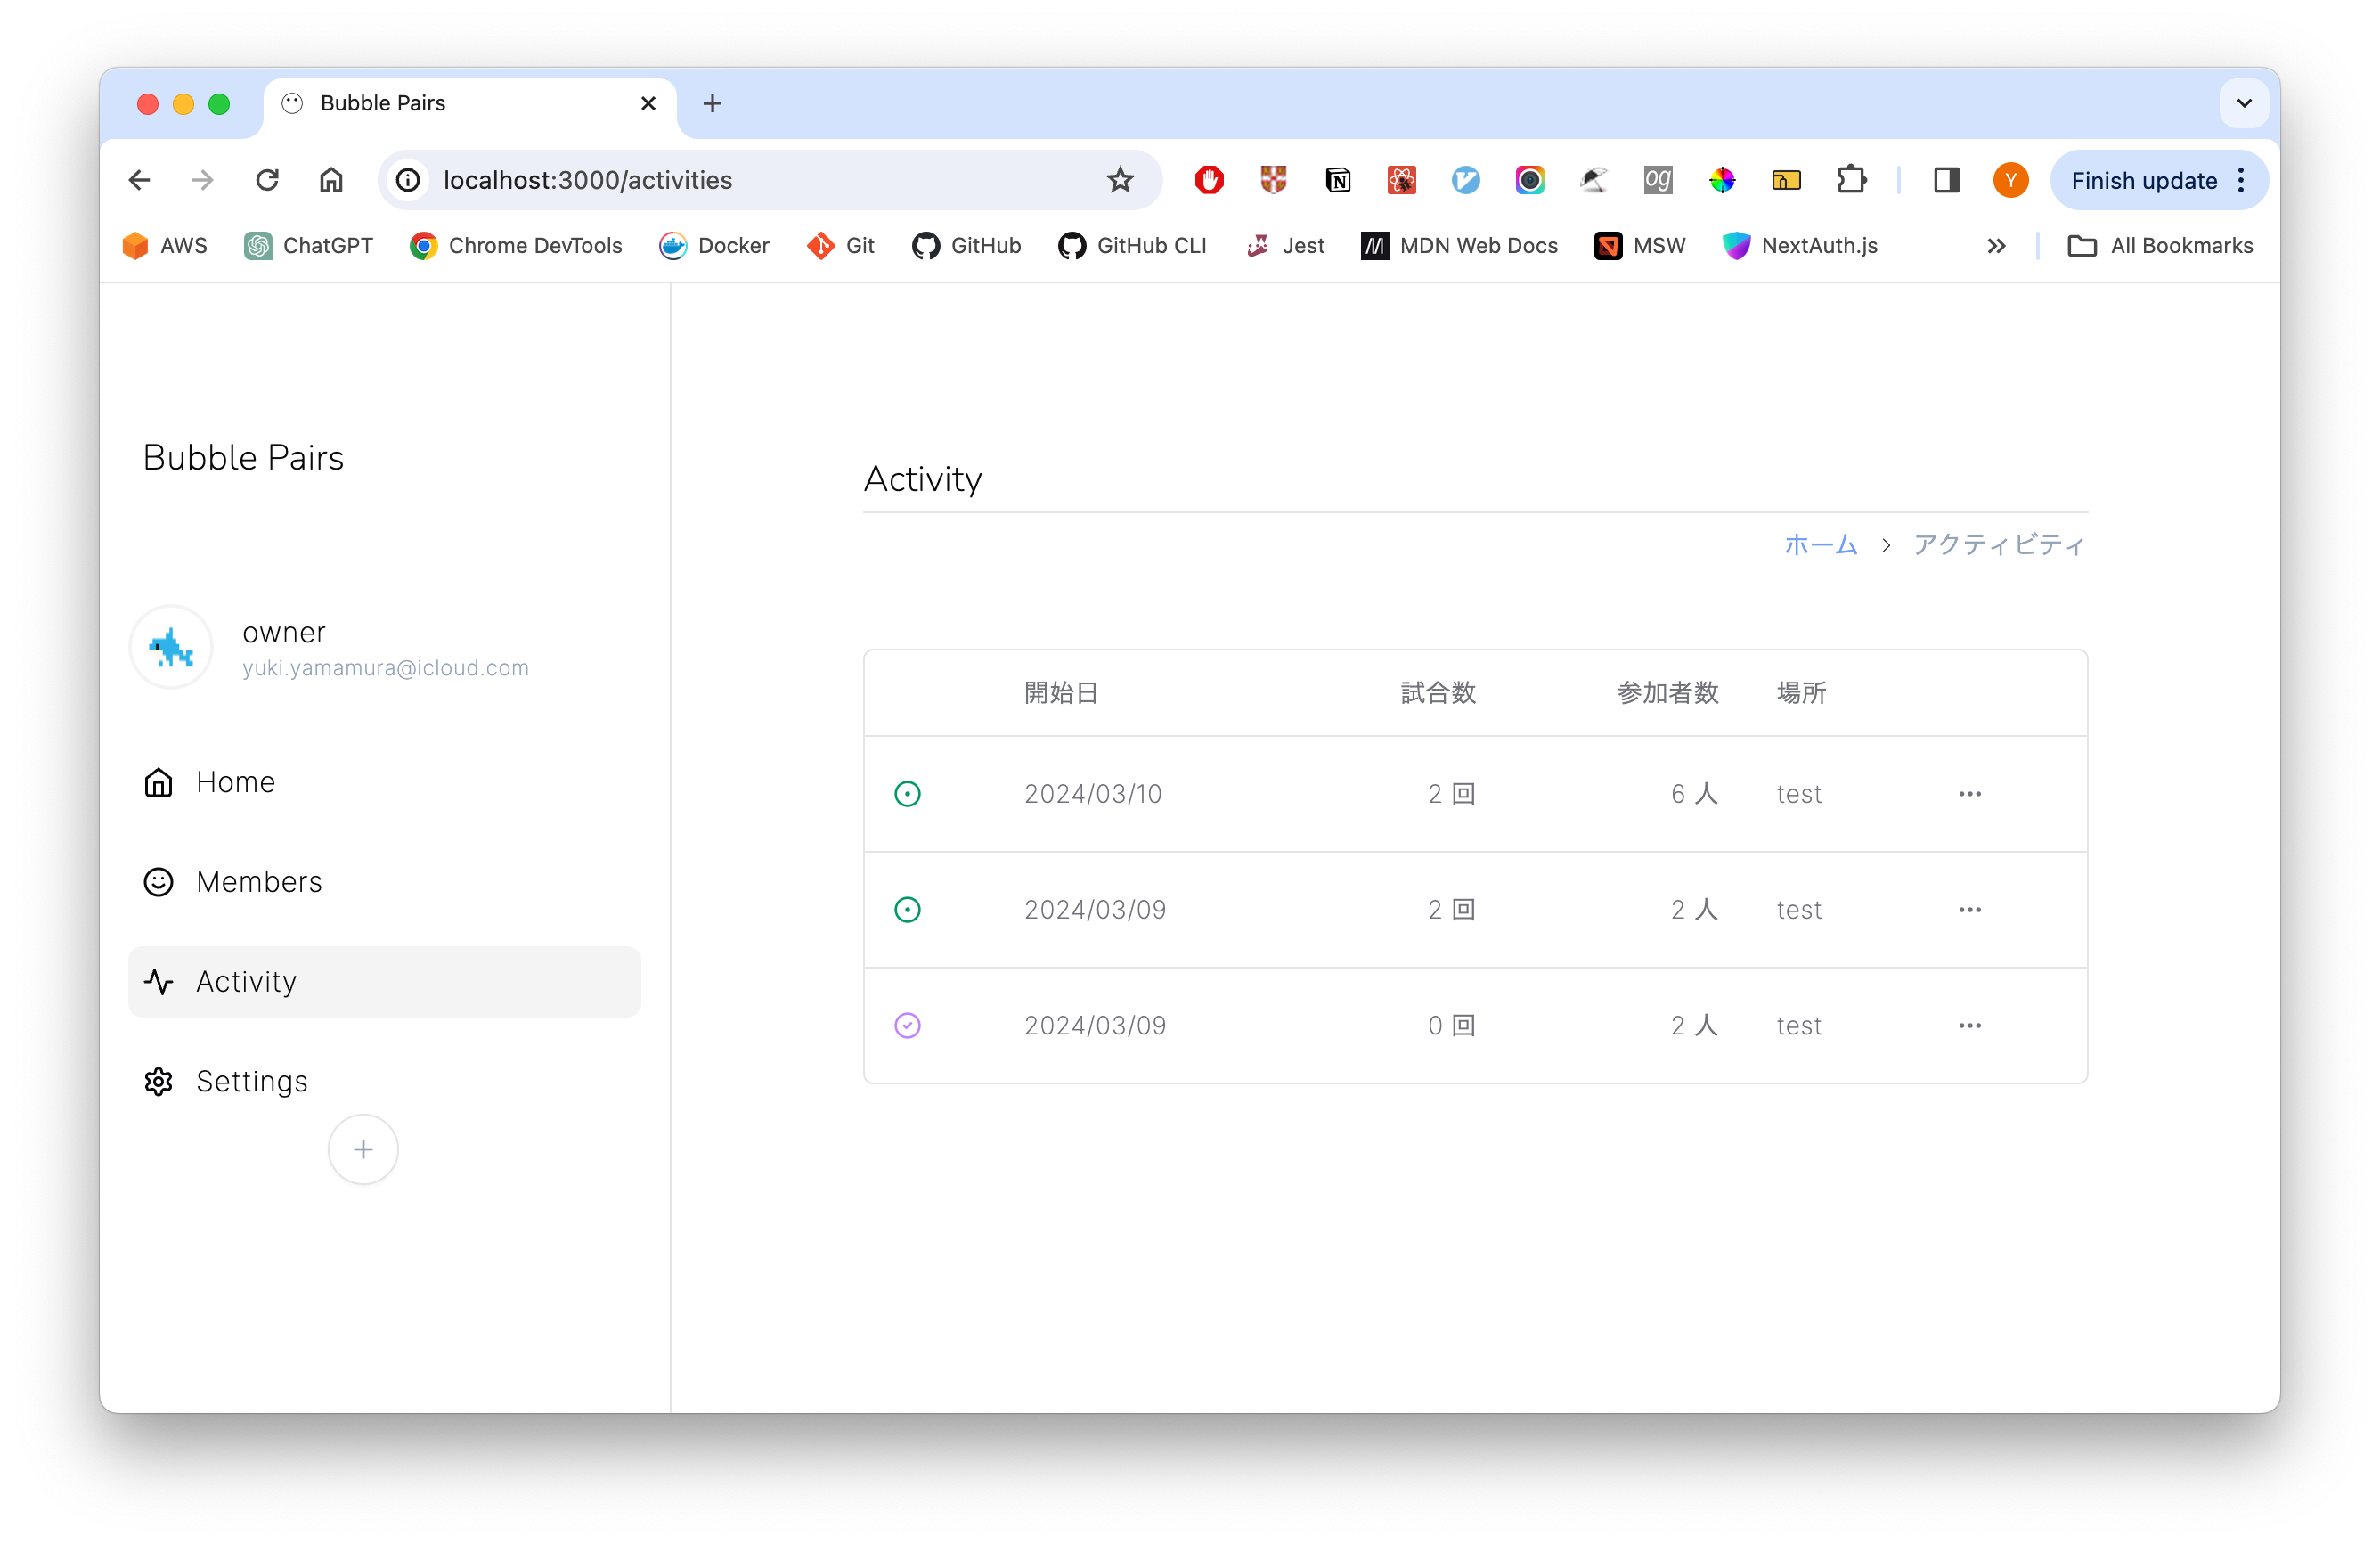 Bubble Pairs
localhost:3000/activities
og
Y
Finish update
AWS
ChatGPT
Chrome DevTools
Docker
Git
GitHub
GitHub CLI
Jest
MDN Web Docs
MSW
NextAuth.js
All Bookmarks
Bubble Pairs
owner
yuki.yamamura@icloud.com
Home
Members
Activity
Settings
Activity
ホーム > アクティビティ
開始日 試合数 参加者数 場所
2024/03/10 2 回 6 人 test
2024/03/09 2 回 2 人 test
2024/03/09 0 回 2 人 test